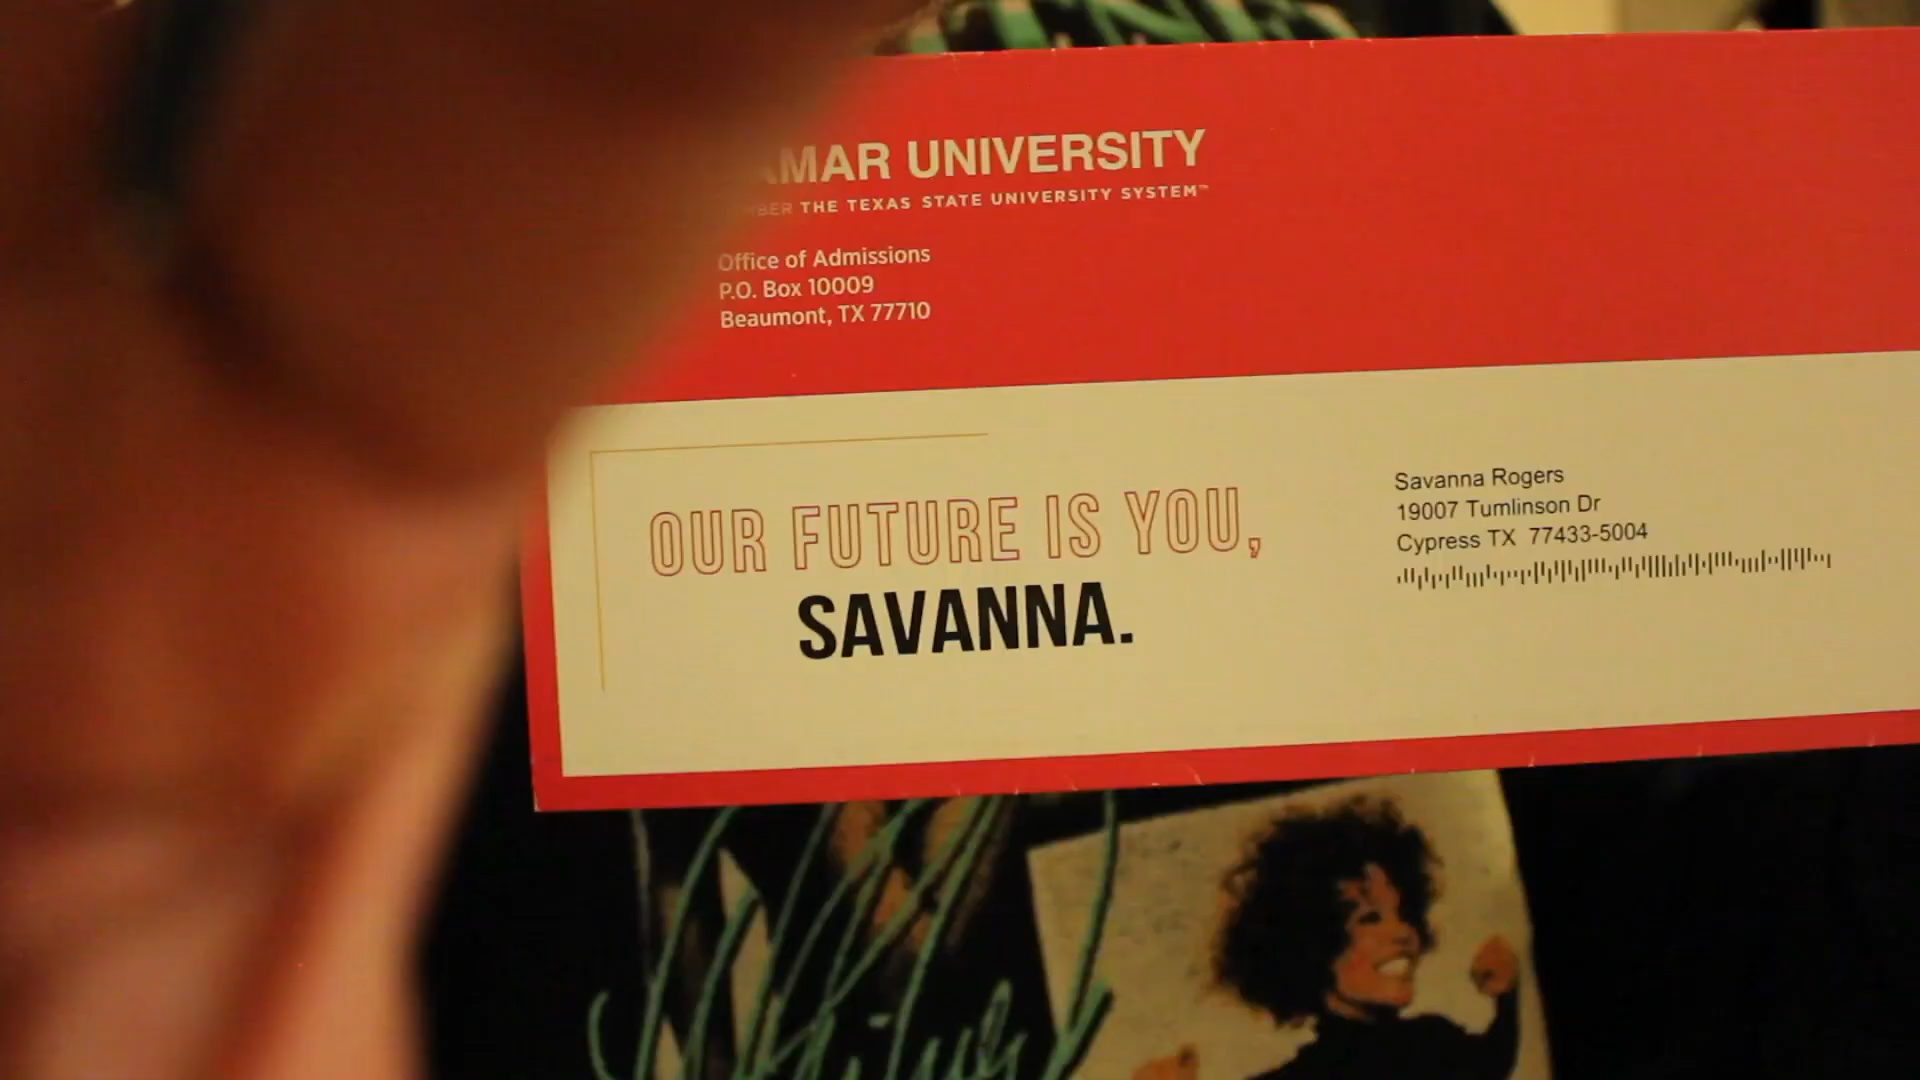 AMAR UNIVERSITY
THE TEXAS STATE UNIVERSITY SYSTEM™
Office of Admissions
P.O. Box 10009
Beaumont, TX 77710
OUR FUTURE IS YOU,
SAVANNA.
Savanna Rogers
19007 Tumlinson Dr
Cypress TX 77433-5004